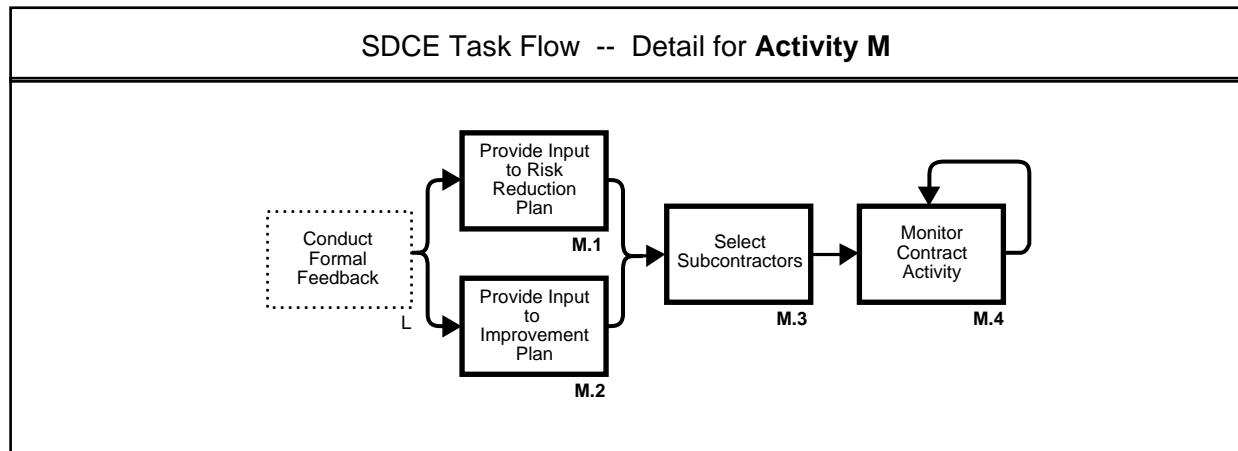 SDCE Task Flow -- Detail for Activity M
Conduct
Formal
Feedback
L
Provide Input
to Risk
Reduction
Plan
M.1
Provide Input
to
Improvement
Plan
M.2
Select
Subcontractors
M.3
Monitor
Contract
Activity
M.4